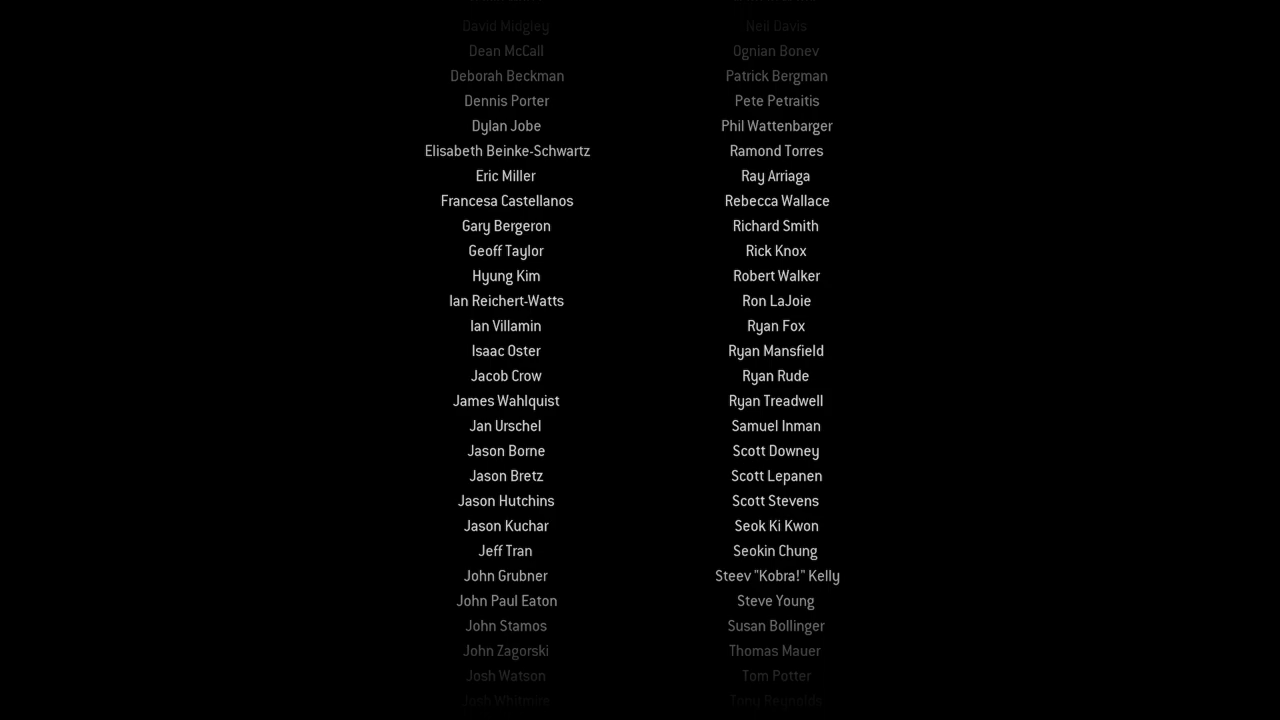 David Midgley
Dean McCall
Deborah Beckman
Dennis Porter
Dylan Jobe
Elisabeth Beinke-Schwartz
Eric Miller
Francesa Castellanos
Gary Bergeron
Geoff Taylor
Hyung Kim
Ian Reichert-Watts
Ian Villamin
Isaac Oster
Jacob Crow
James Wahlquist
Jan Urschel
Jason Borne
Jason Bretz
Jason Hutchins
Jason Kuchar
Jeff Tran
John Grubner
John Paul Eaton
John Stamos
John Zagorski
Josh Watson
Josh Whitmire
Neil Davis
Ognian Bonev
Patrick Bergman
Pete Petraitis
Phil Wattenbarger
Ramond Torres
Ray Arriaga
Rebecca Wallace
Richard Smith
Rick Knox
Robert Walker
Ron LaJoie
Ryan Fox
Ryan Mansfield
Ryan Rude
Ryan Treadwell
Samuel Inman
Scott Downey
Scott Lepanen
Scott Stevens
Seok Ki Kwon
Seokin Chung
Steev "Kobra!" Kelly
Steve Young
Susan Bollinger
Thomas Mauer
Tom Potter
Tony Reynolds